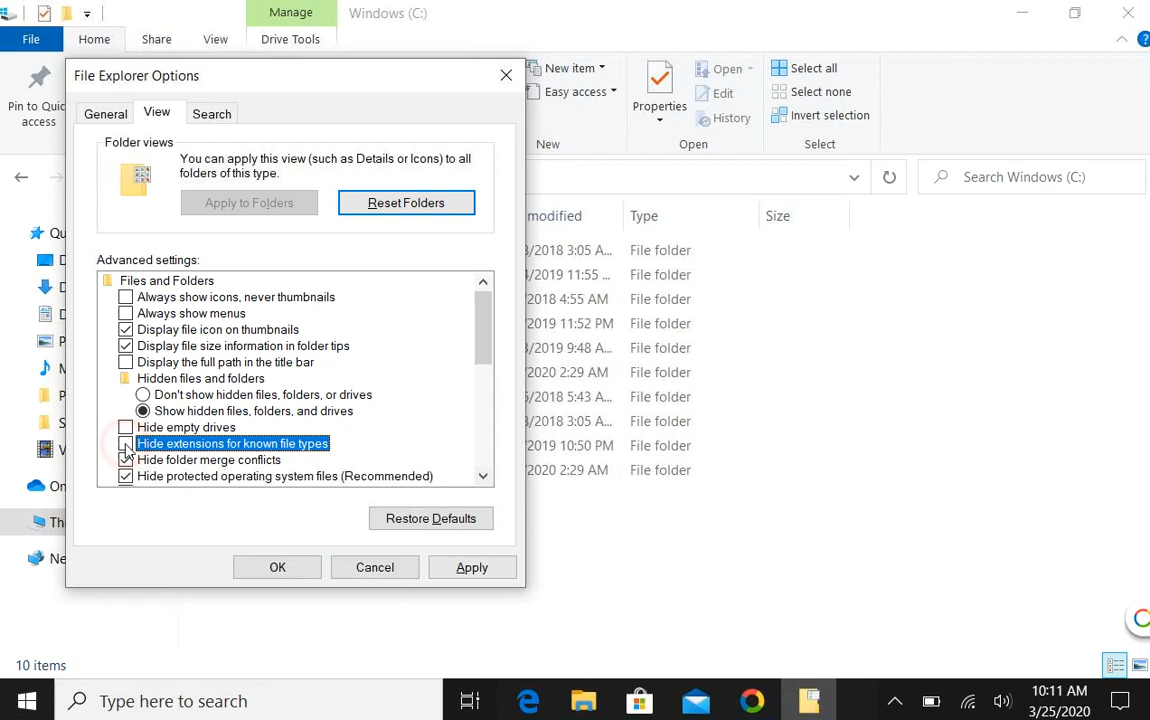 Manage
Windows (C:)
File
Home
Share
View
Drive Tools
Pin to Quic
access
New item
Easy access
New
Properties
Open
Edit
History
Open
Select all
Select none
Invert selection
Select
File Explorer Options
General
View
Search
Folder views
You can apply this view (such as Details or Icons) to all
folders of this type.
Apply to Folders
Reset Folders
Advanced settings:
Files and Folders
Always show icons, never thumbnails
Always show menus
Display file icon on thumbnails
Display file size information in folder tips
Display the full path in the title bar
Hidden files and folders
Don't show hidden files, folders, or drives
Show hidden files, folders, and drives
Hide empty drives
Hide extensions for known file types
Hide folder merge conflicts
Hide protected operating system files (Recommended)
Restore Defaults
OK
Cancel
Apply
Search Windows (C:)
modified
Type
Size
/2018 3:05 A...
File folder
/2019 11:55 ...
File folder
/2018 4:55 AM
File folder
/2019 11:52 PM
File folder
/2019 9:48 A...
File folder
/2020 2:29 AM
File folder
/2018 5:43 A...
File folder
/2018 3:05 A...
File folder
/2019 10:50 PM
File folder
/2020 2:29 AM
File folder
Qu
D
D
D
P
M
P
S
V
On
Thi
Ne
10 items
Type here to search
10:11 AM
3/25/2020